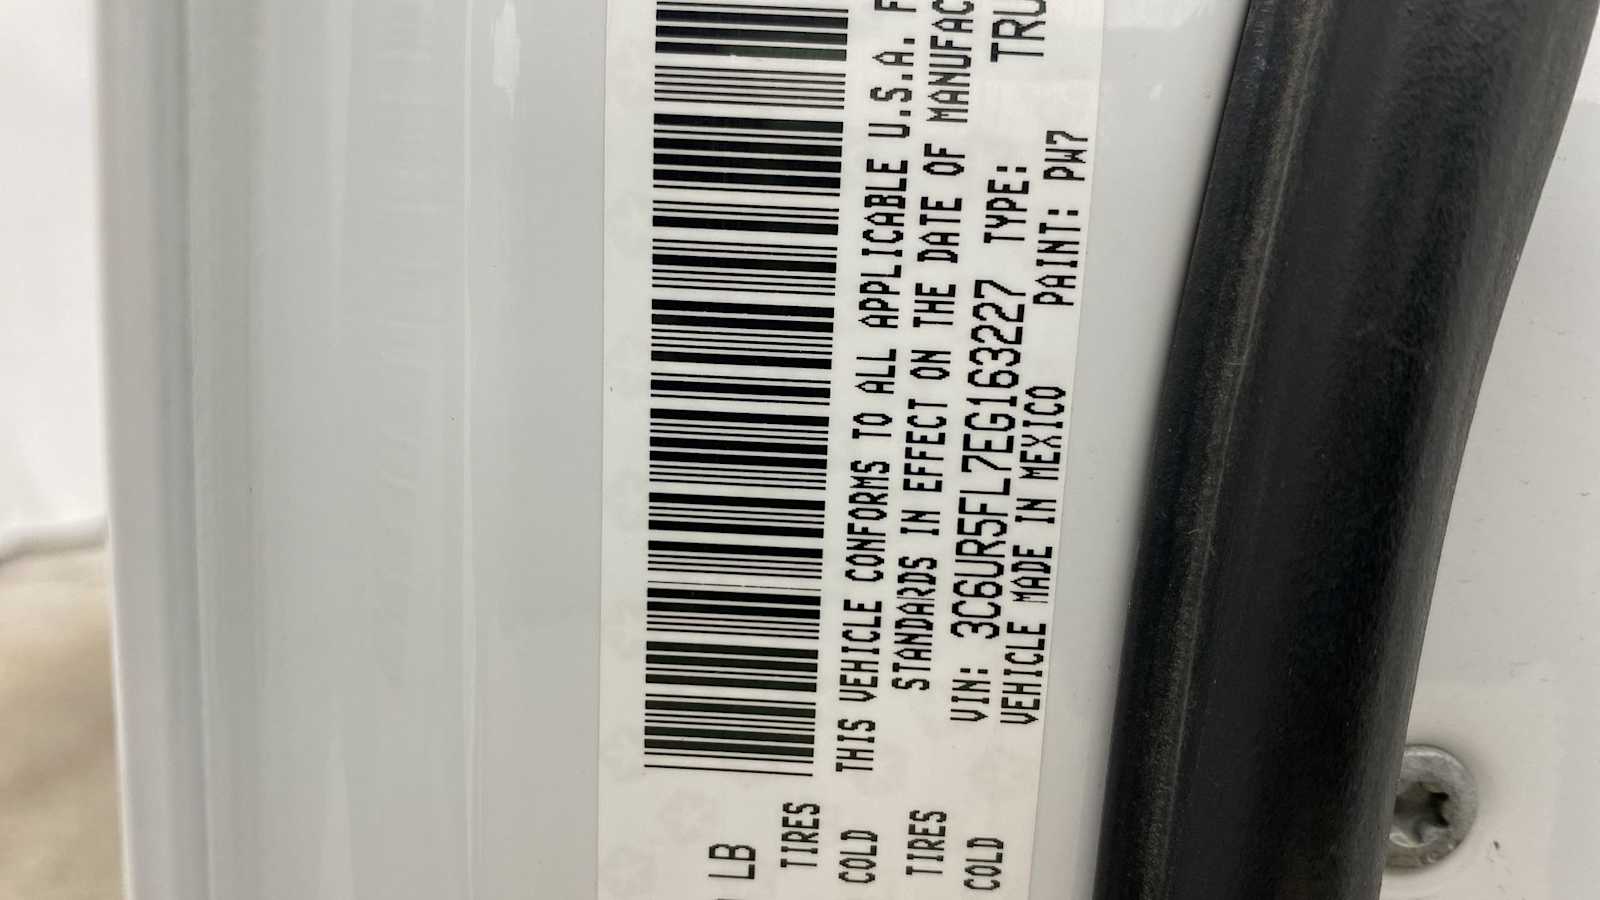 THIS VEHICLE CONFORMS TO ALL APPLICABLE U.S.A. F
STANDARDS IN EFFECT ON THE DATE OF MANUFAC
VIN: 3C6UR5FL7EG163227 TYPE: TRU
VEHICLE MADE IN MEXICO PAINT: PW7
LB
TIRES
COLD
TIRES
COLD